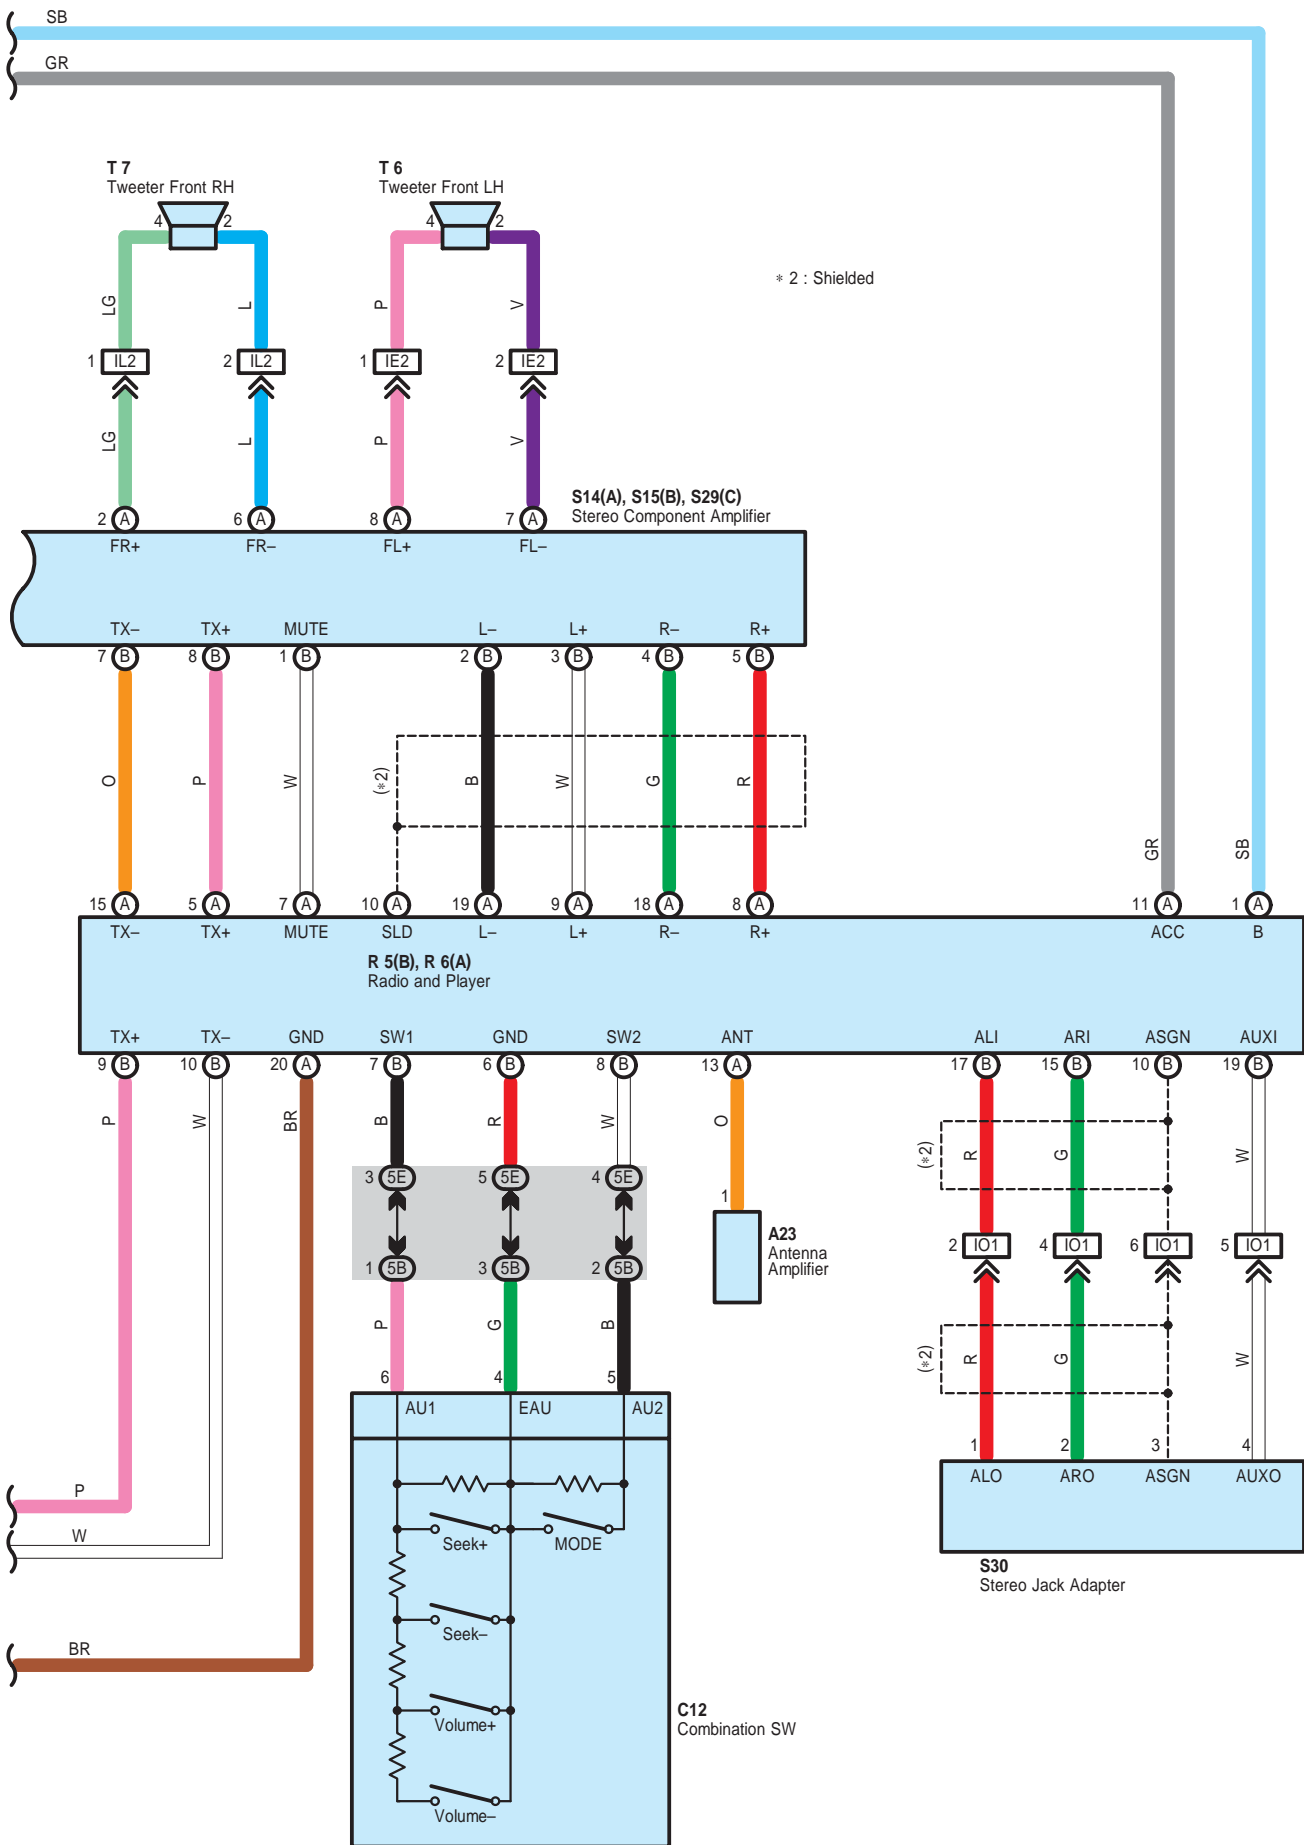 SB
GR
T 7
Tweeter Front RH
T 6
Tweeter Front LH
4 2 4 2
* 2 : Shielded
LG L P V
1 IL2 2 IL2 1 IE2 2 IE2
LG L P V
S14(A), S15(B), S29(C)
Stereo Component Amplifier
2 A 6 A 8 A 7 A
FR+ FR– FL+ FL–
TX– TX+ MUTE L– L+ R– R+
7 B 8 B 1 B 2 B 3 B 4 B 5 B
O P W (*2) B W G R
GR SB
15 A 5 A 7 A 10 A 19 A 9 A 18 A 8 A 11 A 1 A
TX– TX+ MUTE SLD L– L+ R– R+ ACC B
R 5(B), R 6(A)
Radio and Player
TX+ TX– GND SW1 GND SW2 ANT ALI ARI ASGN AUXI
9 B 10 B 20 A 7 B 6 B 8 B 13 A 17 B 15 B 10 B 19 B
P W BR B R W O (*2) R G W
3 5E 5 5E 4 5E
1
A23
Antenna
Amplifier
2 IO1 4 IO1 6 IO1 5 IO1
1 5B 3 5B 2 5B
P G B (*2) R G W
6 4 5
AU1 EAU AU2
1 2 3 4
ALO ARO ASGN AUXO
P
W
Seek+ MODE
S30
Stereo Jack Adapter
Seek–
BR
C12
Combination SW
Volume+
Volume–